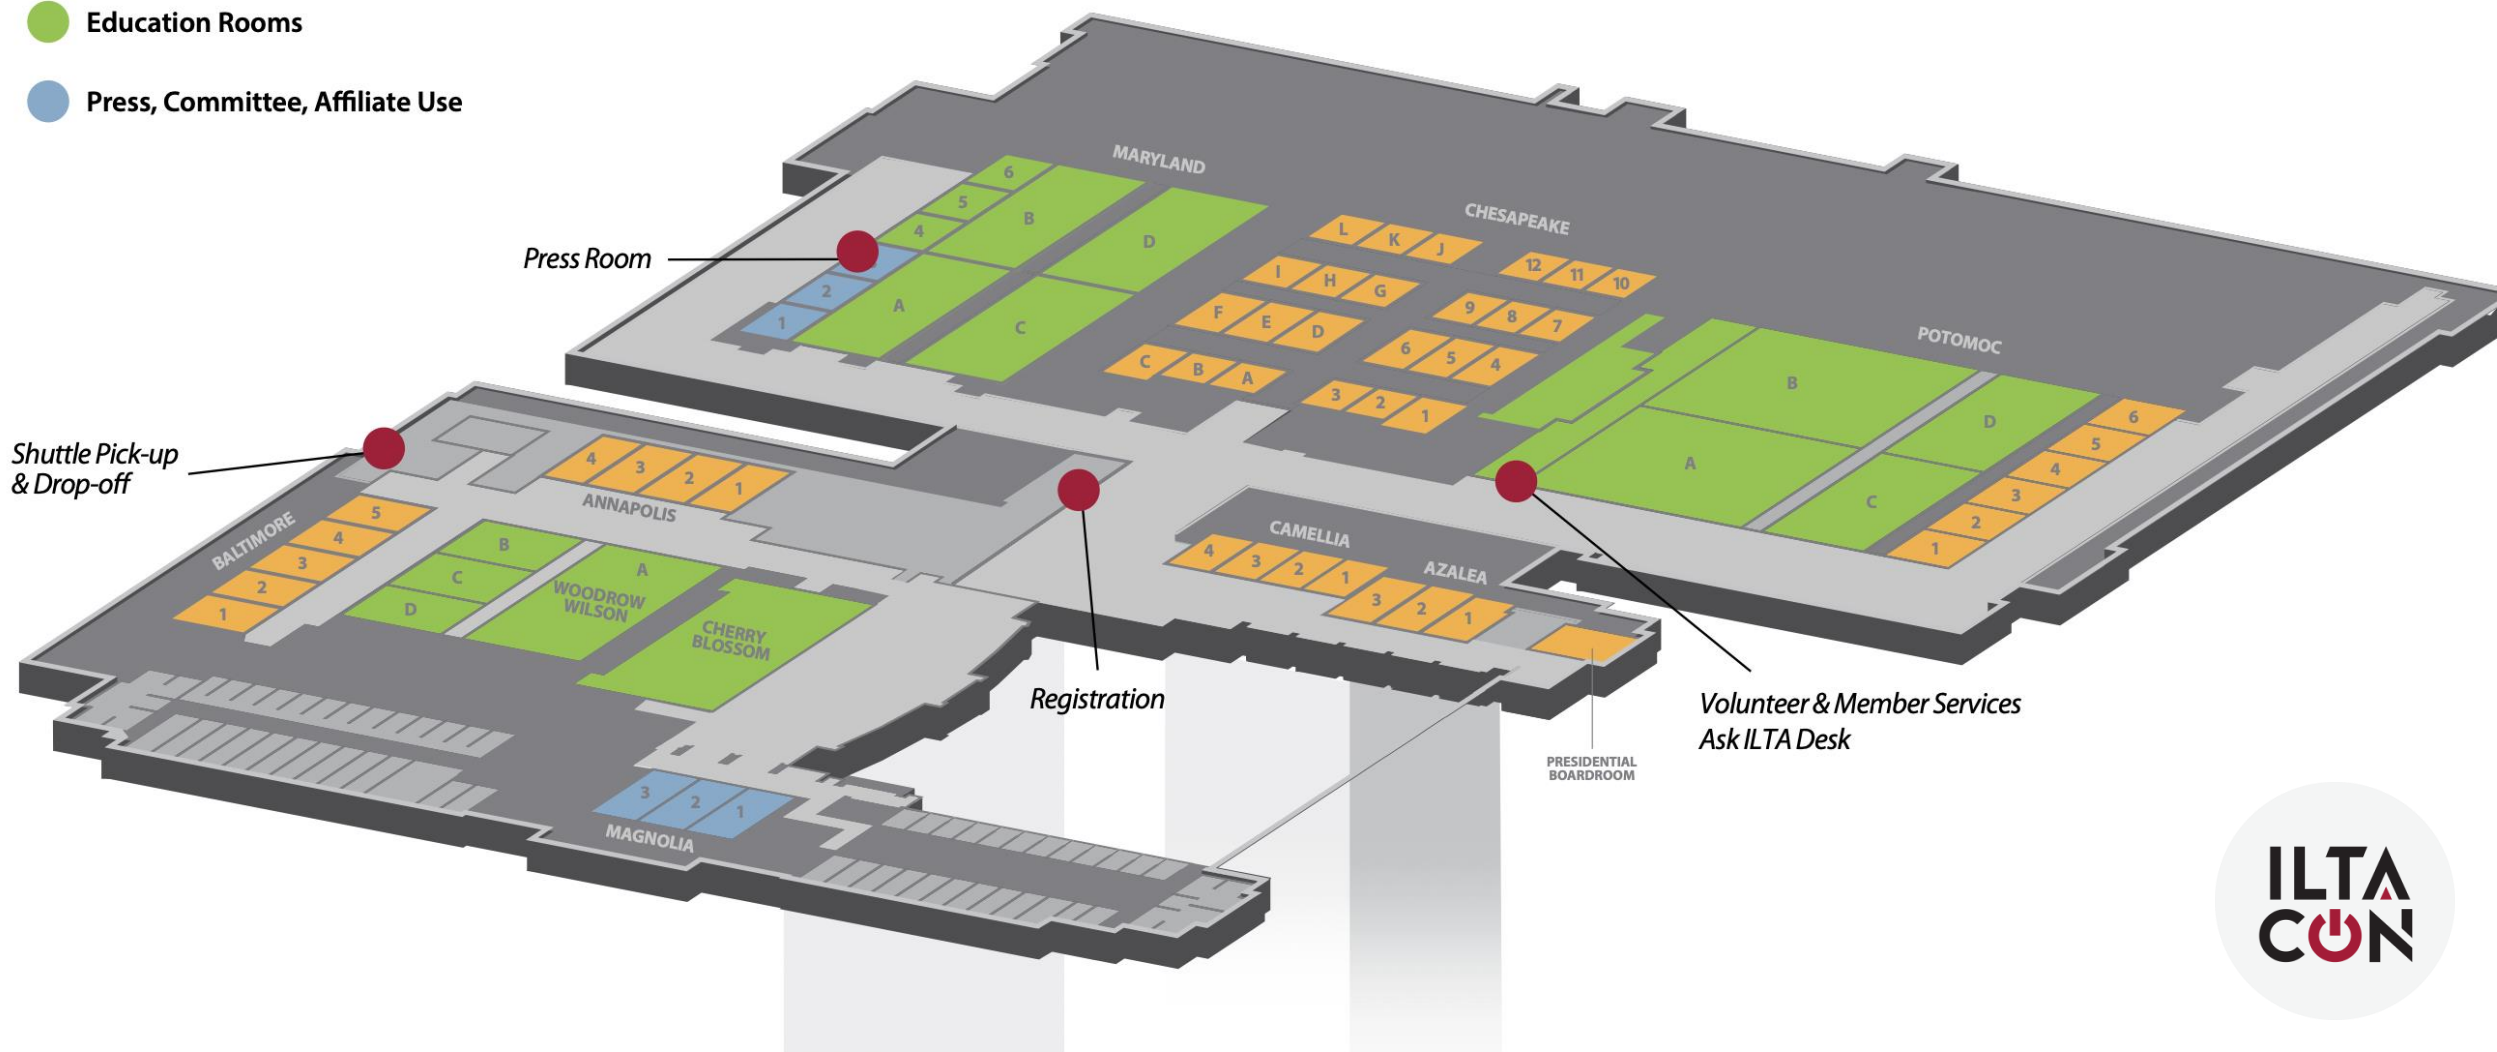 Education Rooms
Press, Committee, Affiliate Use
MARYLAND
6
5
4
2
1
B
A
D
C
Press Room
CHESAPEAKE
L K J
I H G
F E D
C B A
12 11 10
9 8 7
6 5 4
3 2 1
POTOMOC
B
A
D
C
6
5
4
3
2
1
Shuttle Pick-up
& Drop-off
4 3 2 1
ANNAPOLIS
BALTIMORE
5
4
3
2
1
B
C
D
A
WOODROW
WILSON
CHERRY
BLOSSOM
CAMELLIA
4 3 2 1
AZALEA
3 2 1
Registration
Volunteer & Member Services
Ask ILTA Desk
PRESIDENTIAL
BOARDROOM
3 2 1
MAGNOLIA
ILTA
CON